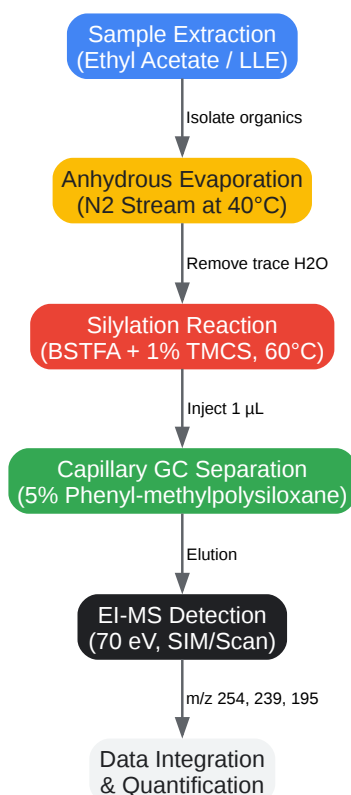 Sample Extraction
(Ethyl Acetate / LLE)
Isolate organics
Anhydrous Evaporation
(N2 Stream at 40°C)
Remove trace H2O
Silylation Reaction
(BSTFA + 1% TMCS, 60°C)
Inject 1 µL
Capillary GC Separation
(5% Phenyl-methylpolysiloxane)
Elution
EI-MS Detection
(70 eV, SIM/Scan)
m/z 254, 239, 195
Data Integration
& Quantification